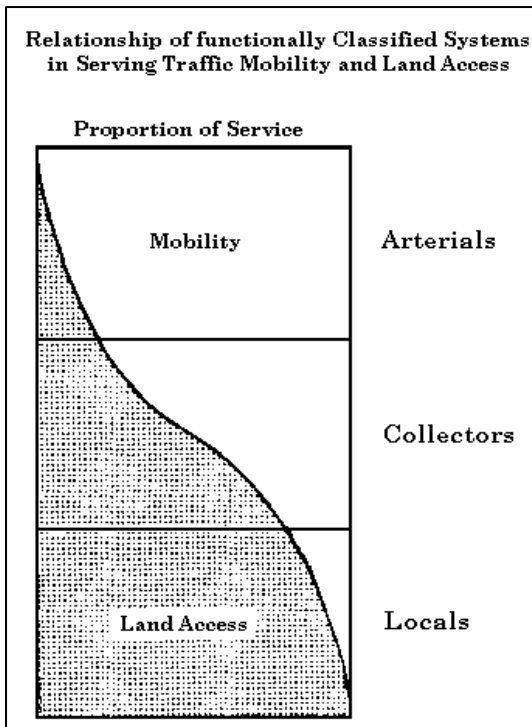 Relationship of functionally Classified Systems
in Serving Traffic Mobility and Land Access
Proportion of Service
Mobility
Arterials
Collectors
Land Access
Locals